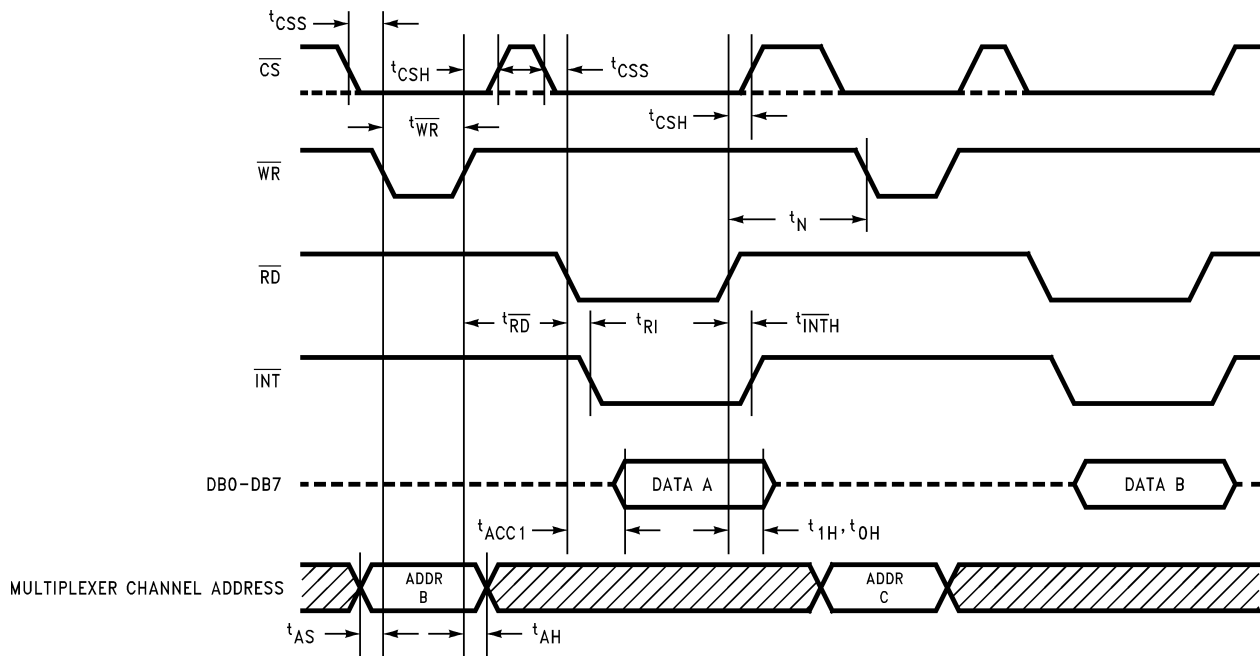 tCSS
CS
tCSH
tCSS
tWR
tCSH
WR
tN
RD
tRD
tRI
tINTH
INT
DB0-DB7
DATA A
DATA B
tACC1
t1H, t0H
MULTIPLEXER CHANNEL ADDRESS
ADDR
B
ADDR
C
tAS
tAH